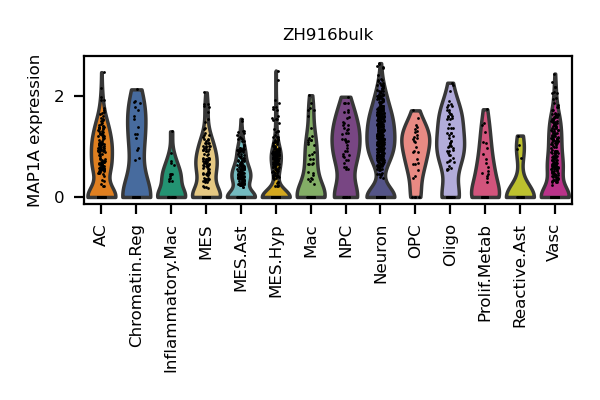 ZH916bulk
MAP1A expression
2
0
AC
Chromatin.Reg
Inflammatory.Mac
MES
MES.Ast
MES.Hyp
Mac
NPC
Neuron
OPC
Oligo
Prolif.Metab
Reactive.Ast
Vasc